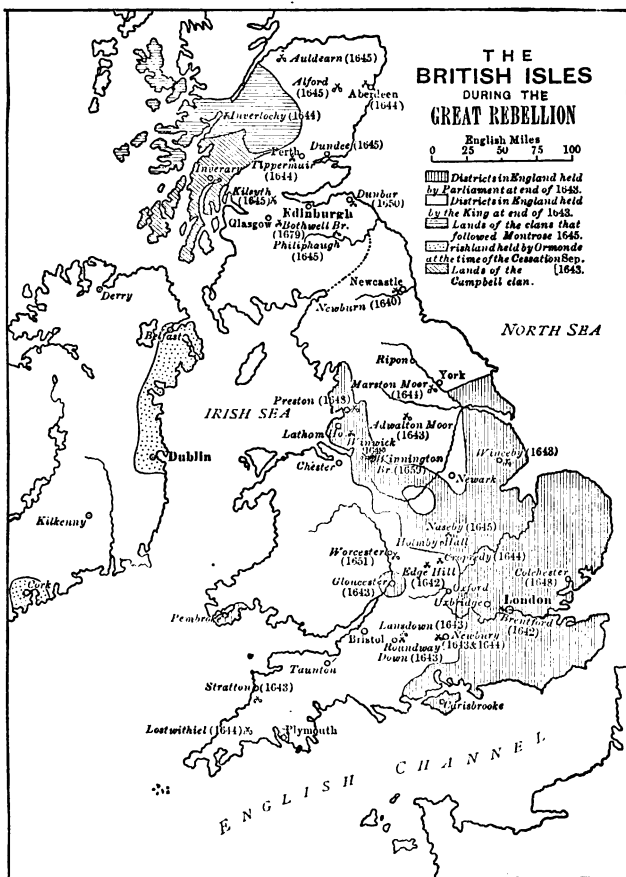 THE
BRITISH ISLES
DURING THE
GREAT REBELLION
English Miles
0 50 100
Districts in England held
by Parliament at end of 1643.
Districts in England held
by the King at end of 1643.
Lands of the clans that
followed Montrose 1645.
rish land held by Ormonde
at the time of the Cessation Sep.
Lands of the [1643.
Campbell clan.
Auldearn (1645)
Alford
(1645)
Aberdeen
(1644)
Inverlochy (1644)
Dundee (1645)
Perth
Tippermuir
(1644)
Inverary
Kilsyth
(1645)
Dunbar
(1650)
Edinburgh
Glasgow
Bothwell Br.
(1679)
Philiphaugh
(1645)
Derry
Newcastle
Newburn (1640)
Belfast
NORTH SEA
Ripon
York
Marston Moor
(1644)
IRISH SEA
Preston (1648)
Adwalton Moor
(1643)
Lathom Ho.
Winwick
Winceby (1643)
Dublin
Winnington
Br (1659)
Chester
Newark
Kilkenny
Naseby (1645)
Holmby Hall
Worcester
(1651)
Cropredy (1644)
Edge Hill
(1642)
Colchester
(1648)
Gloucester
(1643)
Oxford
Cork
Uxbridge
London
Pembroke
Brentford
(1642)
Lansdown (1643)
Bristol
Newbury
(1643&1644)
Roundway
Down (1643)
Taunton
Stratton (1643)
Carisbrooke
Lostwithiel (1644)
Plymouth
ENGLISH CHANNEL